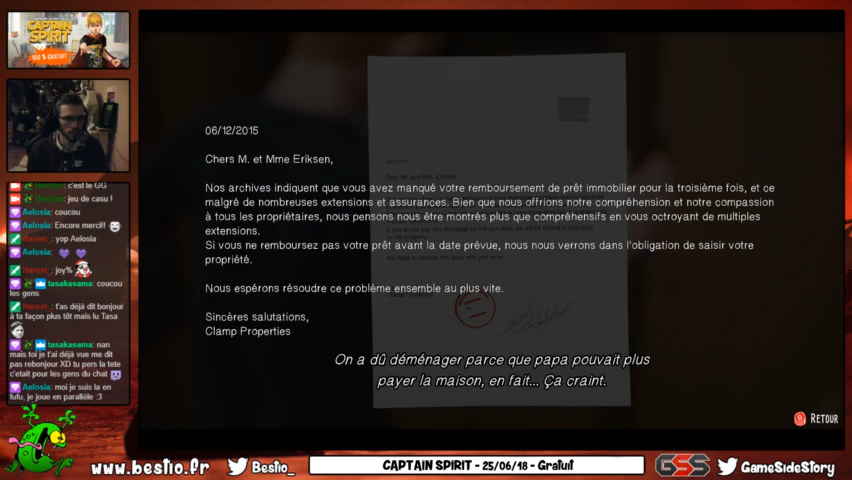 CAPTAIN
SPIRIT
100 % GRATUIT
: c'est le GG
: jeu de casu !
Aelosia: coucou
Aelosia: Encore merci!!
: yop Aelosia
Aelosia:
: joy%
tasakasama: coucou
les gens
: t'as déjà dit bonjour
à ta façon plus tôt mais lu Tasa
tasakasama: nan
mais toi je t'ai déjà vue me dit
pas rebonjour XD tu pers la tete
c'etait pour les gens du chat
Aelosia: moi je suis la en
fufu, je joue en parallèle :3
06/12/2015
Chers M. et Mme Eriksen,
Nos archives indiquent que vous avez manqué votre remboursement de prêt immobilier pour la troisième fois, et ce
malgré de nombreuses extensions et assurances. Bien que nous offrions notre compréhension et notre compassion
à tous les propriétaires, nous pensons nous être montrés plus que compréhensifs en vous octroyant de multiples
extensions.
Si vous ne remboursez pas votre prêt avant la date prévue, nous nous verrons dans l'obligation de saisir votre
propriété.
Nous espérons résoudre ce problème ensemble au plus vite.
Sincères salutations,
Clamp Properties
On a dû déménager parce que papa pouvait plus
payer la maison, en fait... Ça craint.
B RETOUR
www.bestio.fr
Bestio_
CAPTAIN SPIRIT - 25/06/18 - Gratuit
GSS
GameSideStory